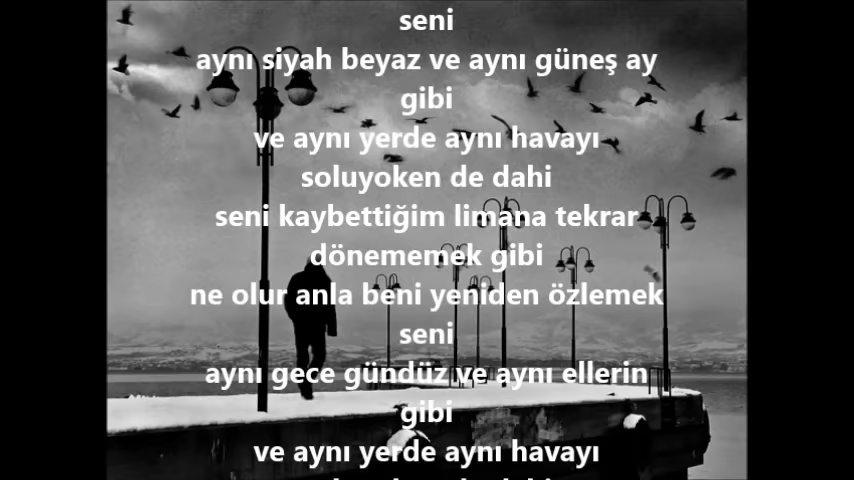 seni
aynı siyah beyaz ve aynı güneş ay
gibi
ve aynı yerde aynı havayı
soluyoken de dahi
seni kaybettiğim limana tekrar
dönememek gibi
ne olur anla beni yeniden özlemek
seni
aynı gece gündüz ve aynı ellerin
gibi
ve aynı yerde aynı havayı